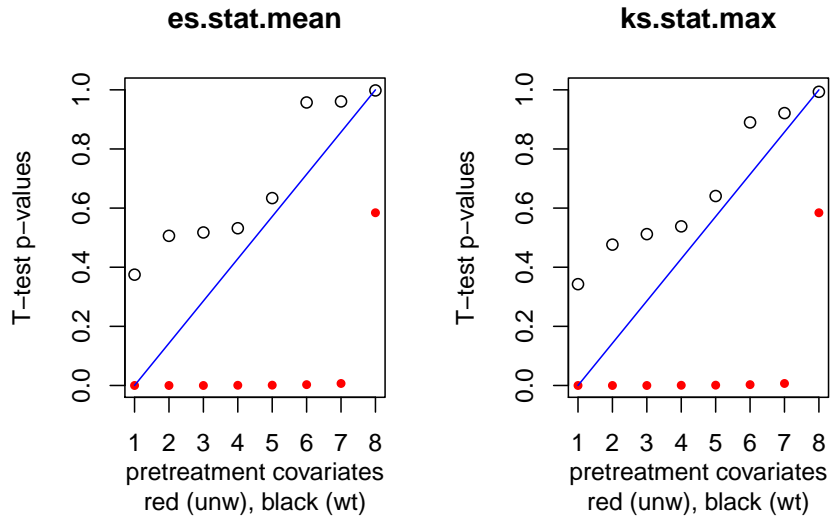 es.stat.mean
T−test p−values
0.0 0.2 0.4 0.6 0.8 1.0
1 2 3 4 5 6 7 8
pretreatment covariates
red (unw), black (wt)
ks.stat.max
T−test p−values
0.0 0.2 0.4 0.6 0.8 1.0
1 2 3 4 5 6 7 8
pretreatment covariates
red (unw), black (wt)